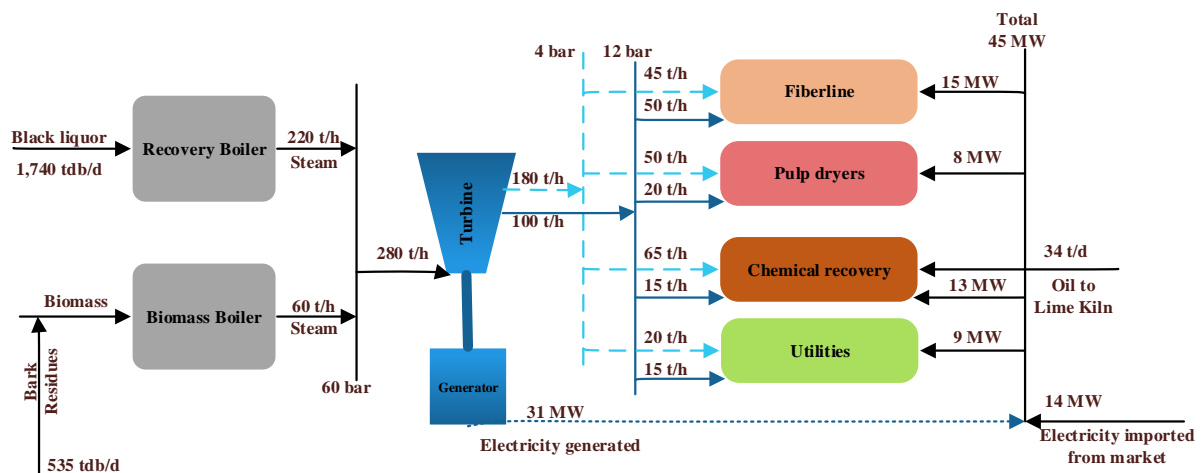 Total
45 MW
4 bar
12 bar
45 t/h
Fiberline
15 MW
50 t/h
Black liquor
1,740 tdb/d
Recovery Boiler
220 t/h
Steam
50 t/h
Pulp dryers
8 MW
20 t/h
180 t/h
100 t/h
Turbine
280 t/h
65 t/h
Chemical recovery
34 t/d
Oil to
Lime Kiln
15 t/h
13 MW
Biomass
Biomass Boiler
60 t/h
Steam
20 t/h
Utilities
9 MW
15 t/h
Bark
Residues
60 bar
Generator
31 MW
Electricity generated
14 MW
Electricity imported
from market
535 tdb/d